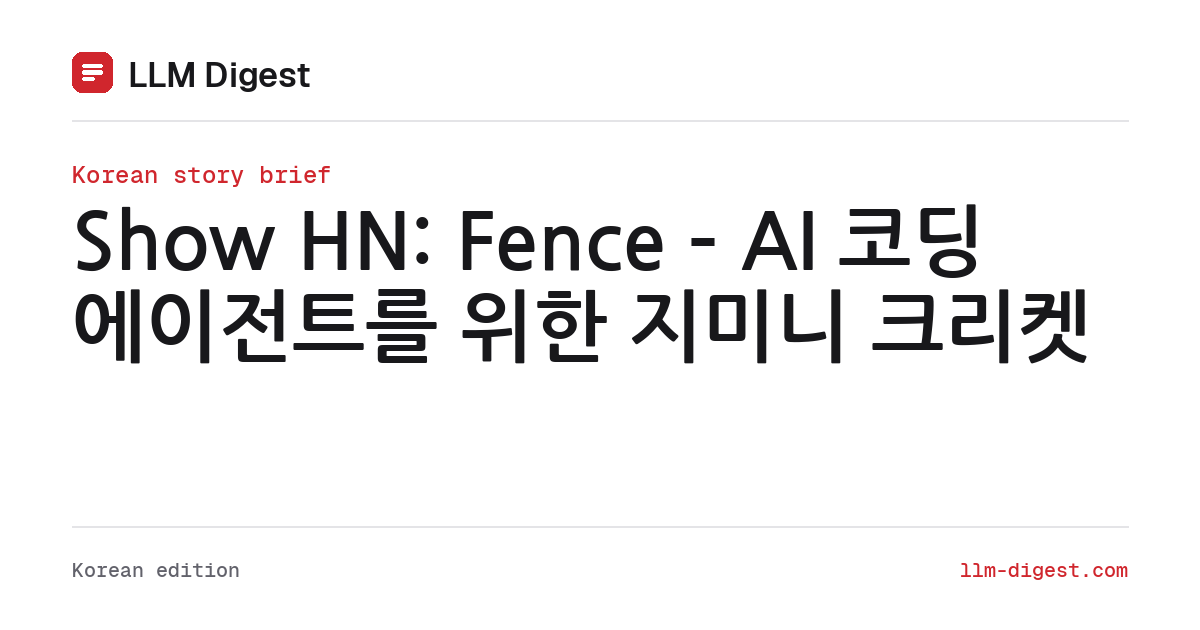 LLM Digest
Korean story brief
Show HN: Fence - AI 코딩
에이전트를 위한 지미니 크리켓
Korean edition
llm-digest.com